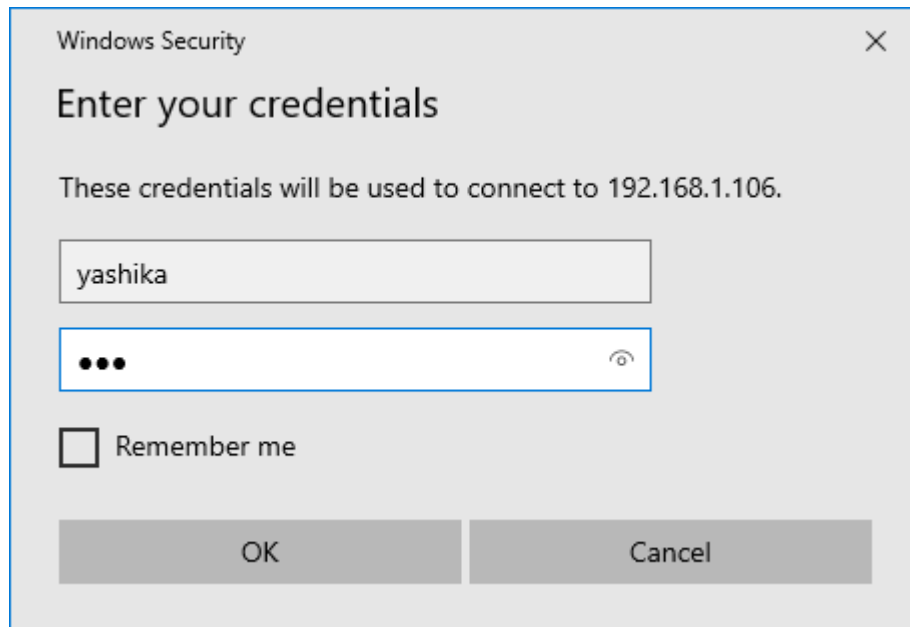 Windows Security
Enter your credentials
These credentials will be used to connect to 192.168.1.106.
yashika
•••
Remember me
OK
Cancel